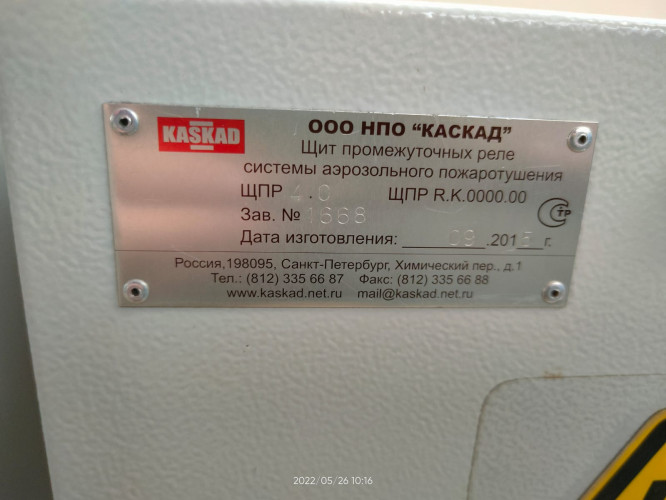 KASKAD
ООО НПО "КАСКАД"
Щит промежуточных реле
системы аэрозольного пожаротушения
ЩПР 4.0 ЩПР R.K.0000.00
Зав. № 1668
Дата изготовления: 09 .2015 г.
Россия,198095, Санкт-Петербург, Химический пер., д.1
Тел.: (812) 335 66 87 Факс: (812) 335 66 88
www.kaskad.net.ru mail@kaskad.net.ru
2022/05/26 10:16